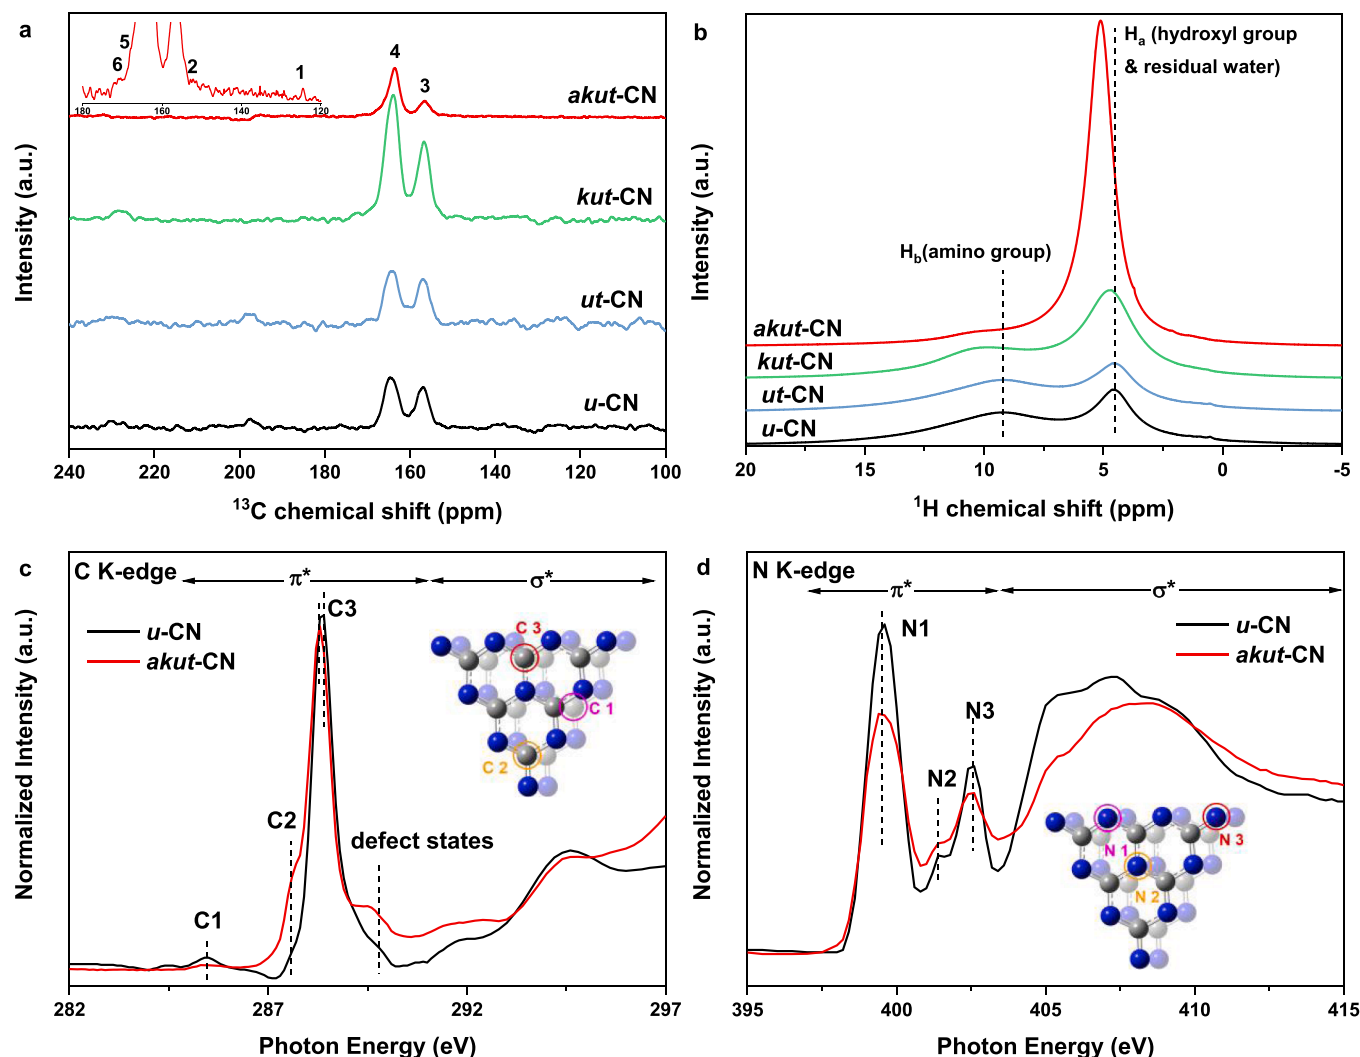 a
5
6
2
1
180
160
140
120
4
3
akut-CN
kut-CN
ut-CN
u-CN
Intensity (a.u.)
240
220
200
180
160
140
120
100
13C chemical shift (ppm)
b
Ha (hydroxyl group
& residual water)
Hb(amino group)
akut-CN
kut-CN
ut-CN
u-CN
Intensity (a.u.)
20
15
10
5
0
-5
1H chemical shift (ppm)
c
C K-edge
π*
σ*
u-CN
akut-CN
C3
C2
C1
defect states
C 3
C 1
C 2
Normalized Intensity (a.u.)
282
287
292
297
Photon Energy (eV)
d
N K-edge
π*
σ*
u-CN
akut-CN
N1
N2
N3
N 1
N 3
N 2
Normalized Intensity (a.u.)
395
400
405
410
415
Photon Energy (eV)